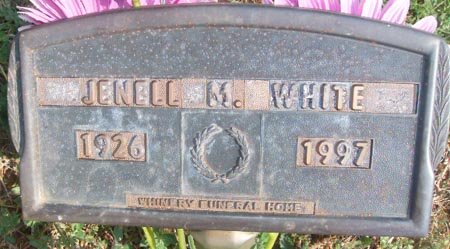 JENELL M. WHITE
1926 1997
WHINERY FUNERAL HOME